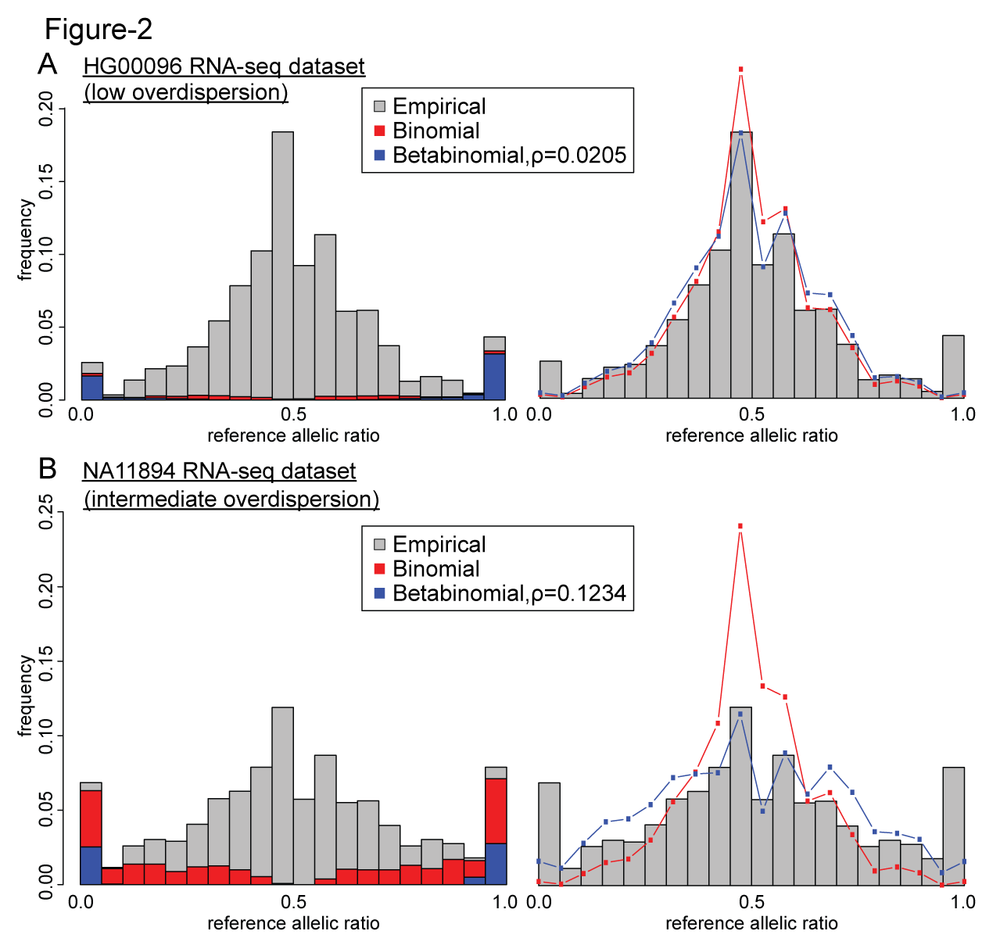 Figure-2
A
HG00096 RNA-seq dataset
(low overdispersion)
Empirical
Binomial
Betabinomial,ρ=0.0205
frequency
0.20
0.15
0.10
0.05
0.00
0.0 0.5 1.0
reference allelic ratio
0.0 0.5 1.0
reference allelic ratio
B
NA11894 RNA-seq dataset
(intermediate overdispersion)
Empirical
Binomial
Betabinomial,ρ=0.1234
frequency
0.25
0.20
0.15
0.10
0.05
0.00
0.0 0.5 1.0
reference allelic ratio
0.0 0.5 1.0
reference allelic ratio